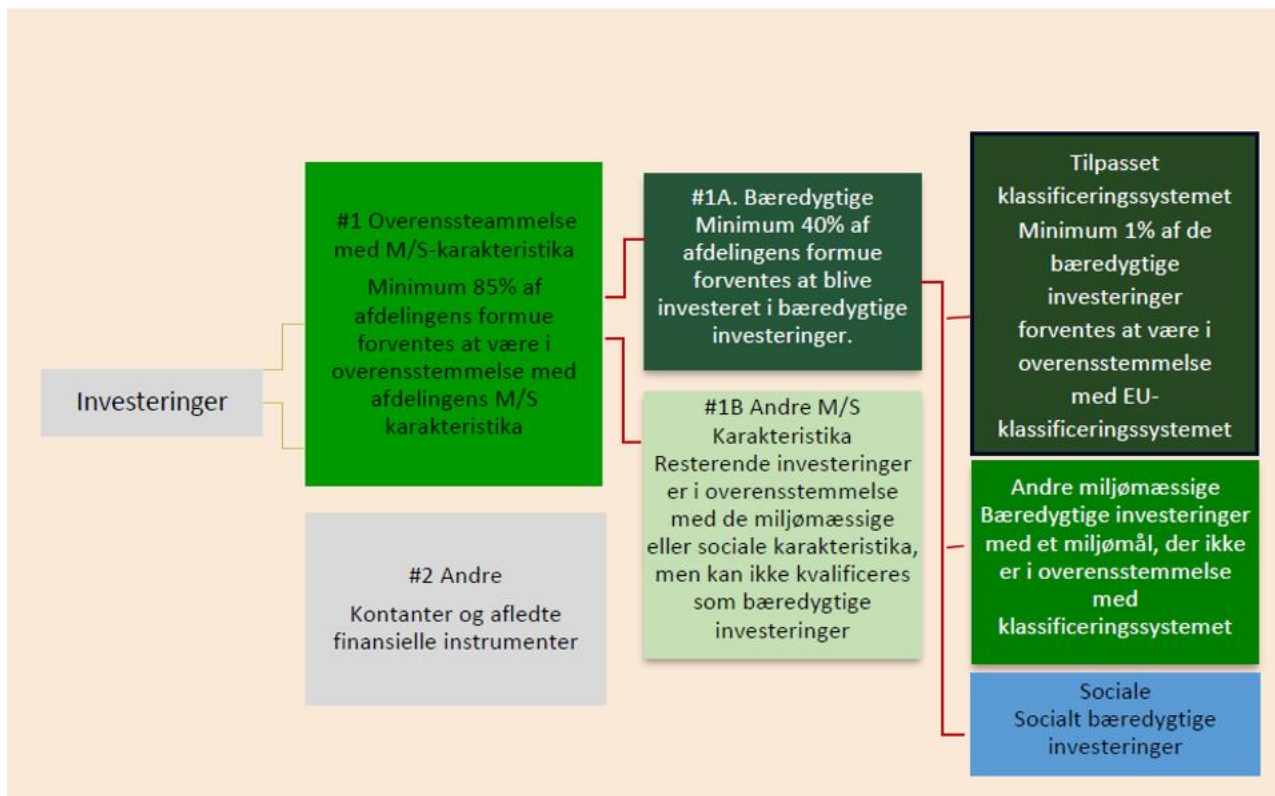 Investeringer
#1 Overenssteammelse
med M/S-karakteristika
Minimum 85% af
afdelingens formue
forventes at være i
overensstemmelse med
afdelingens M/S
karakteristika
#2 Andre
Kontanter og afledte
finansielle instrumenter
#1A. Bæredygtige
Minimum 40% af
afdelingens formue
forventes at blive
investeret i bæredygtige
investeringer.
#1B Andre M/S
Karakteristika
Resterende investeringer
er i overensstemmelse
med de miljømæssige
eller sociale karakteristika,
men kan ikke kvalificeres
som bæredygtige
investeringer
Tilpasset
klassificeringssystemet
Minimum 1% af de
bæredygtige
investeringer
forventes at være i
overensstemmelse
med EU-
klassificeringssystemet
Andre miljømæssige
Bæredygtige investeringer
med et miljømål, der ikke
er i overensstemmelse
med
klassificeringssystemet
Sociale
Socialt bæredygtige
investeringer